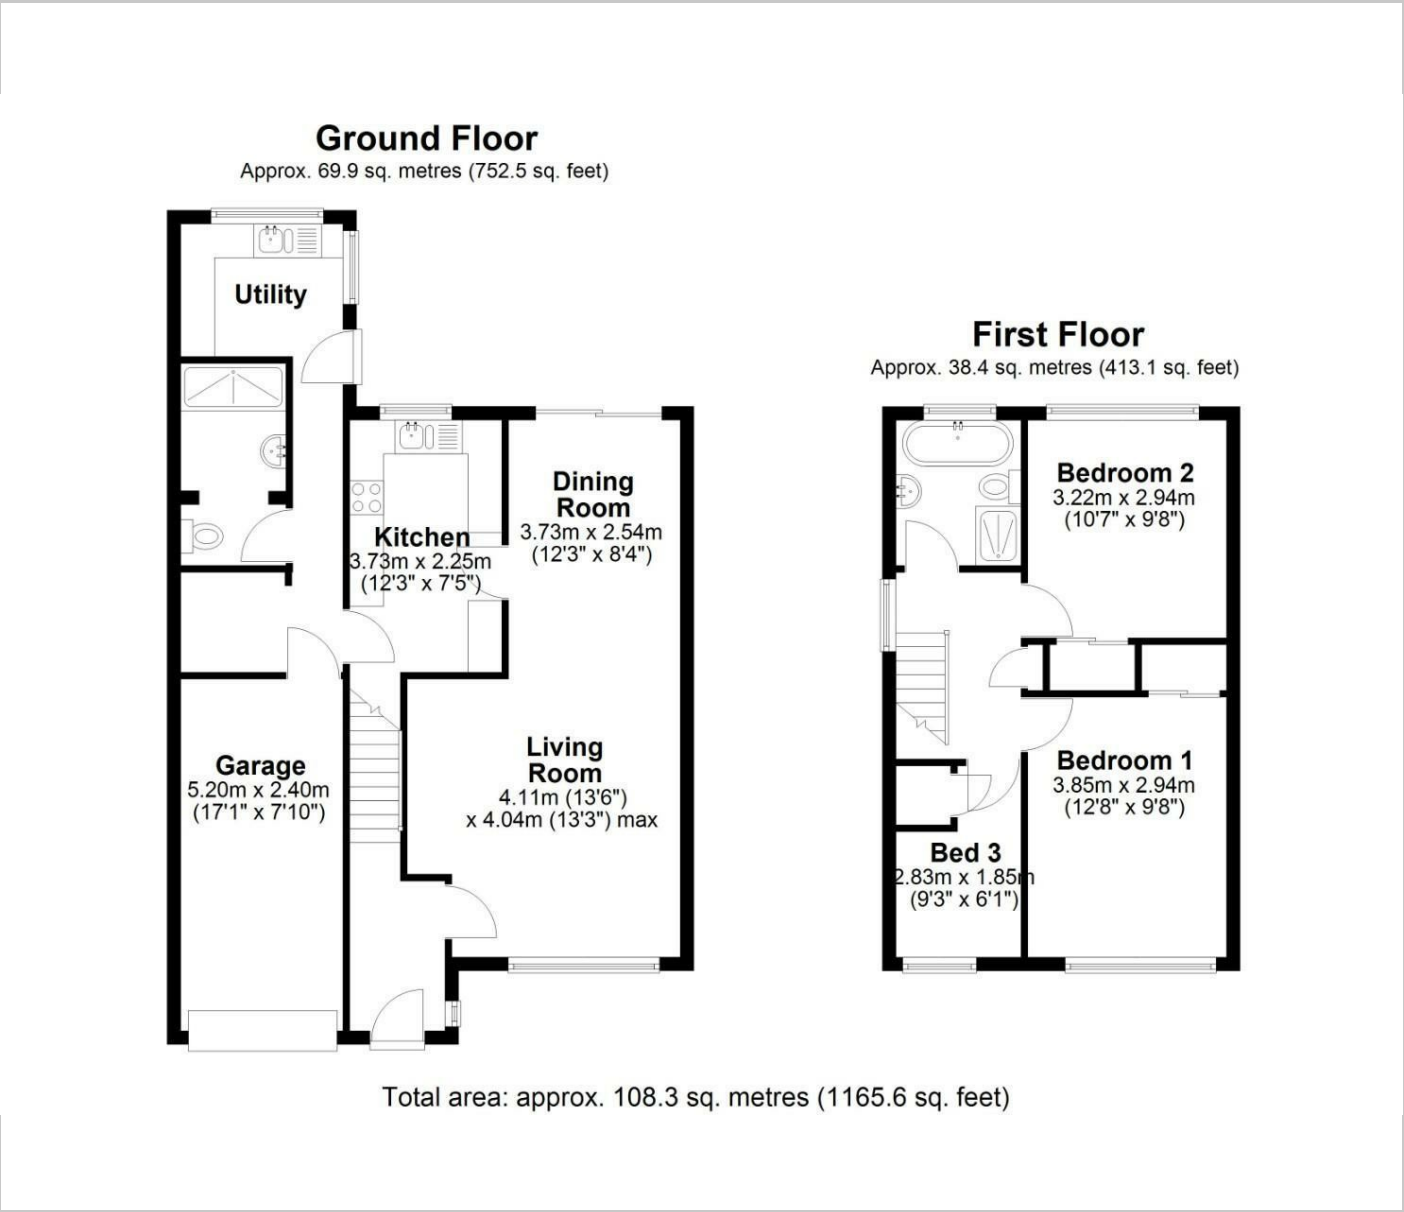 Ground Floor
Approx. 69.9 sq. metres (752.5 sq. feet)
Utility
Dining
Room
3.73m x 2.54m
(12'3" x 8'4")
Kitchen
3.73m x 2.25m
(12'3" x 7'5")
Living
Room
4.11m (13'6")
x 4.04m (13'3") max
Garage
5.20m x 2.40m
(17'1" x 7'10")
First Floor
Approx. 38.4 sq. metres (413.1 sq. feet)
Bedroom 2
3.22m x 2.94m
(10'7" x 9'8")
Bedroom 1
3.85m x 2.94m
(12'8" x 9'8")
Bed 3
2.83m x 1.85m
(9'3" x 6'1")
Total area: approx. 108.3 sq. metres (1165.6 sq. feet)